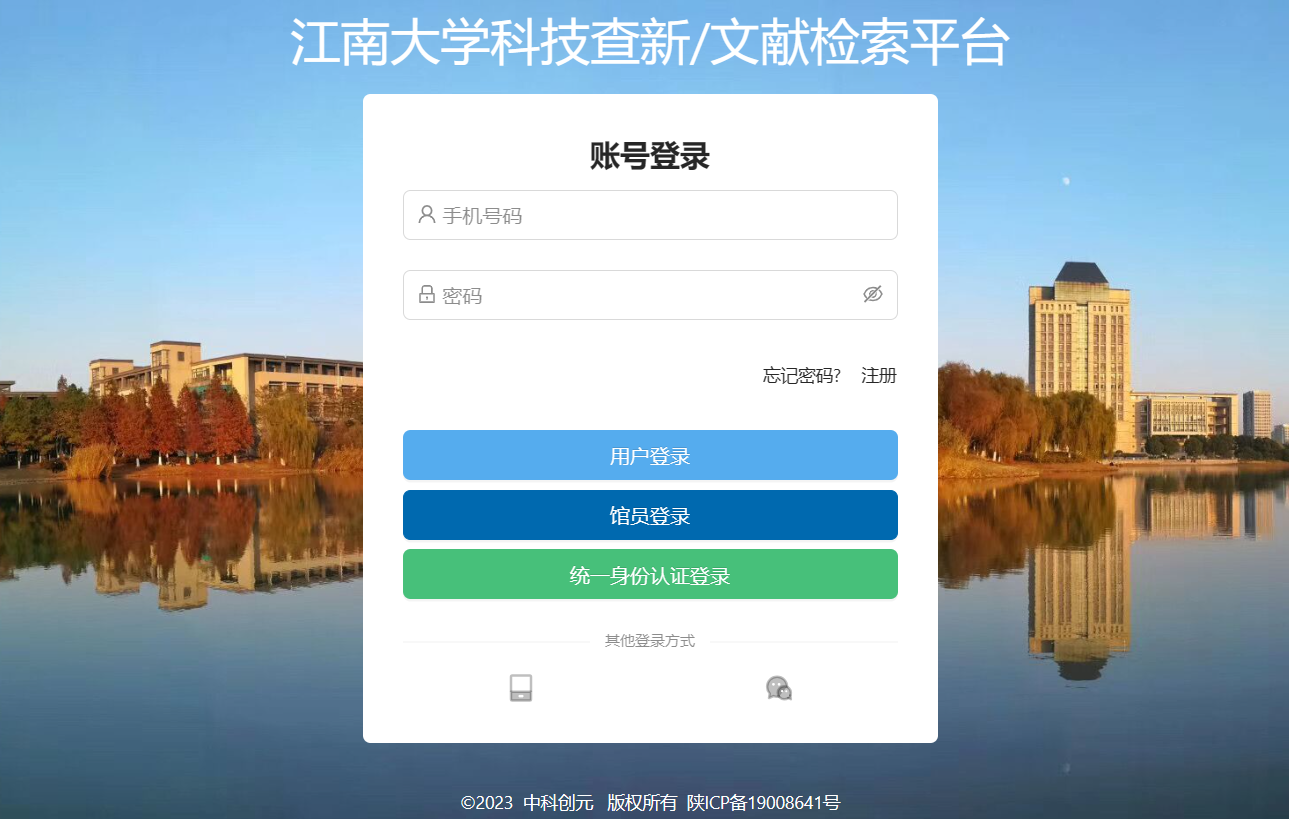 江南大学科技查新/文献检索平台
账号登录
手机号码
密码
忘记密码? 注册
用户登录
馆员登录
统一身份认证登录
其他登录方式
©2023 中科创元 版权所有 陕ICP备19008641号